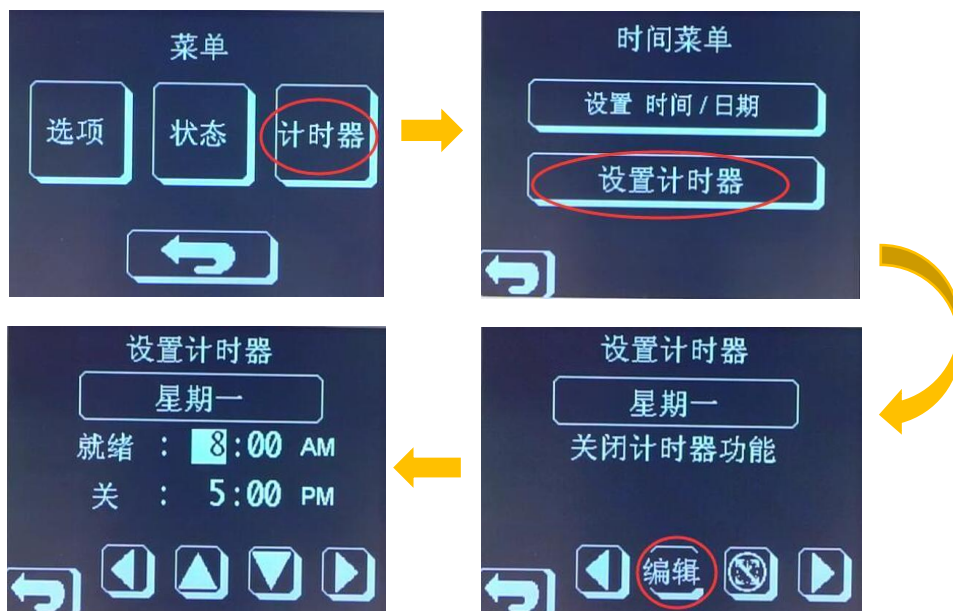 菜单
选项
状态
计时器
时间菜单
设置 时间/日期
设置计时器
设置计时器
星期一
关闭计时器功能
编辑
设置计时器
星期一
就绪 : 8:00 AM
关 : 5:00 PM